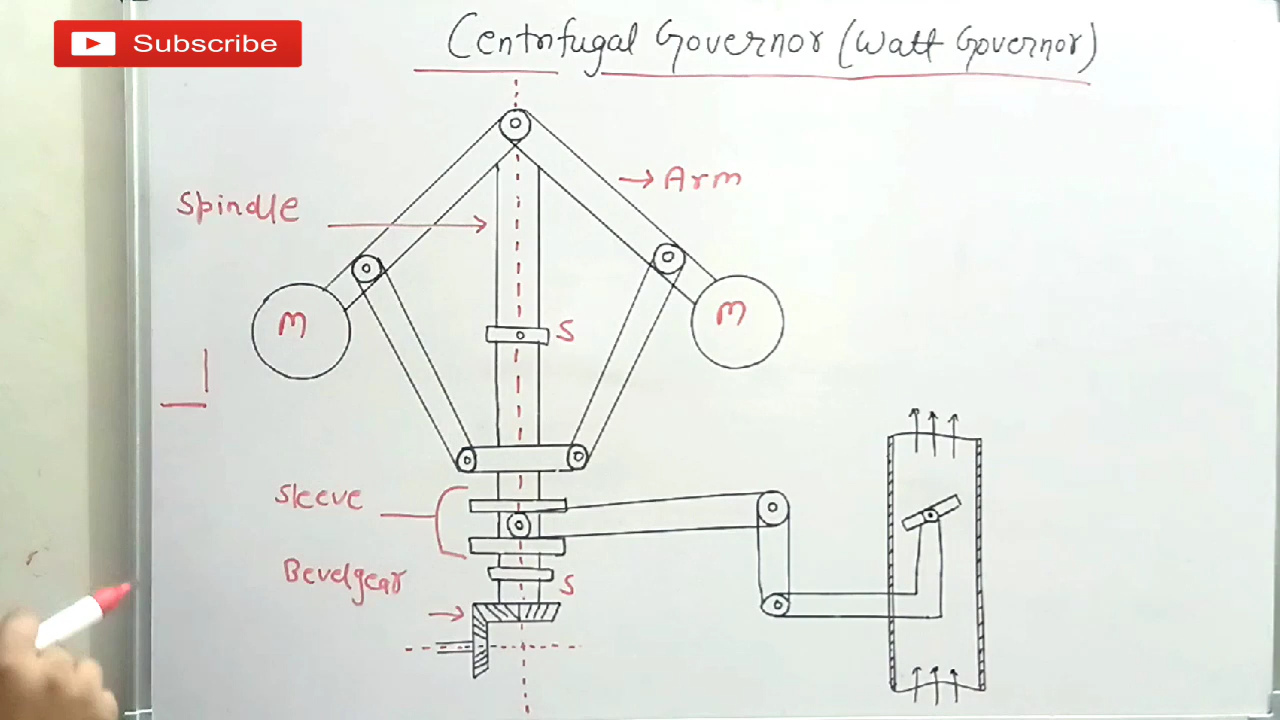 Subscribe
Centrifugal Governor (Watt Governor)
Arm
Spindle
M
M
S
Sleeve
Bevelgear
S